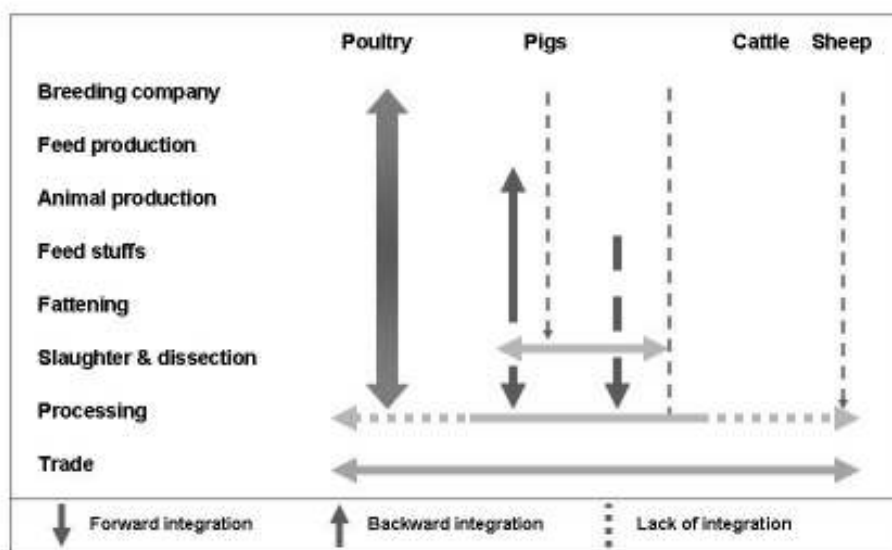 Poultry Pigs Cattle Sheep
Breeding company
Feed production
Animal production
Feed stuffs
Fattening
Slaughter & dissection
Processing
Trade
Forward integration Backward integration Lack of integration